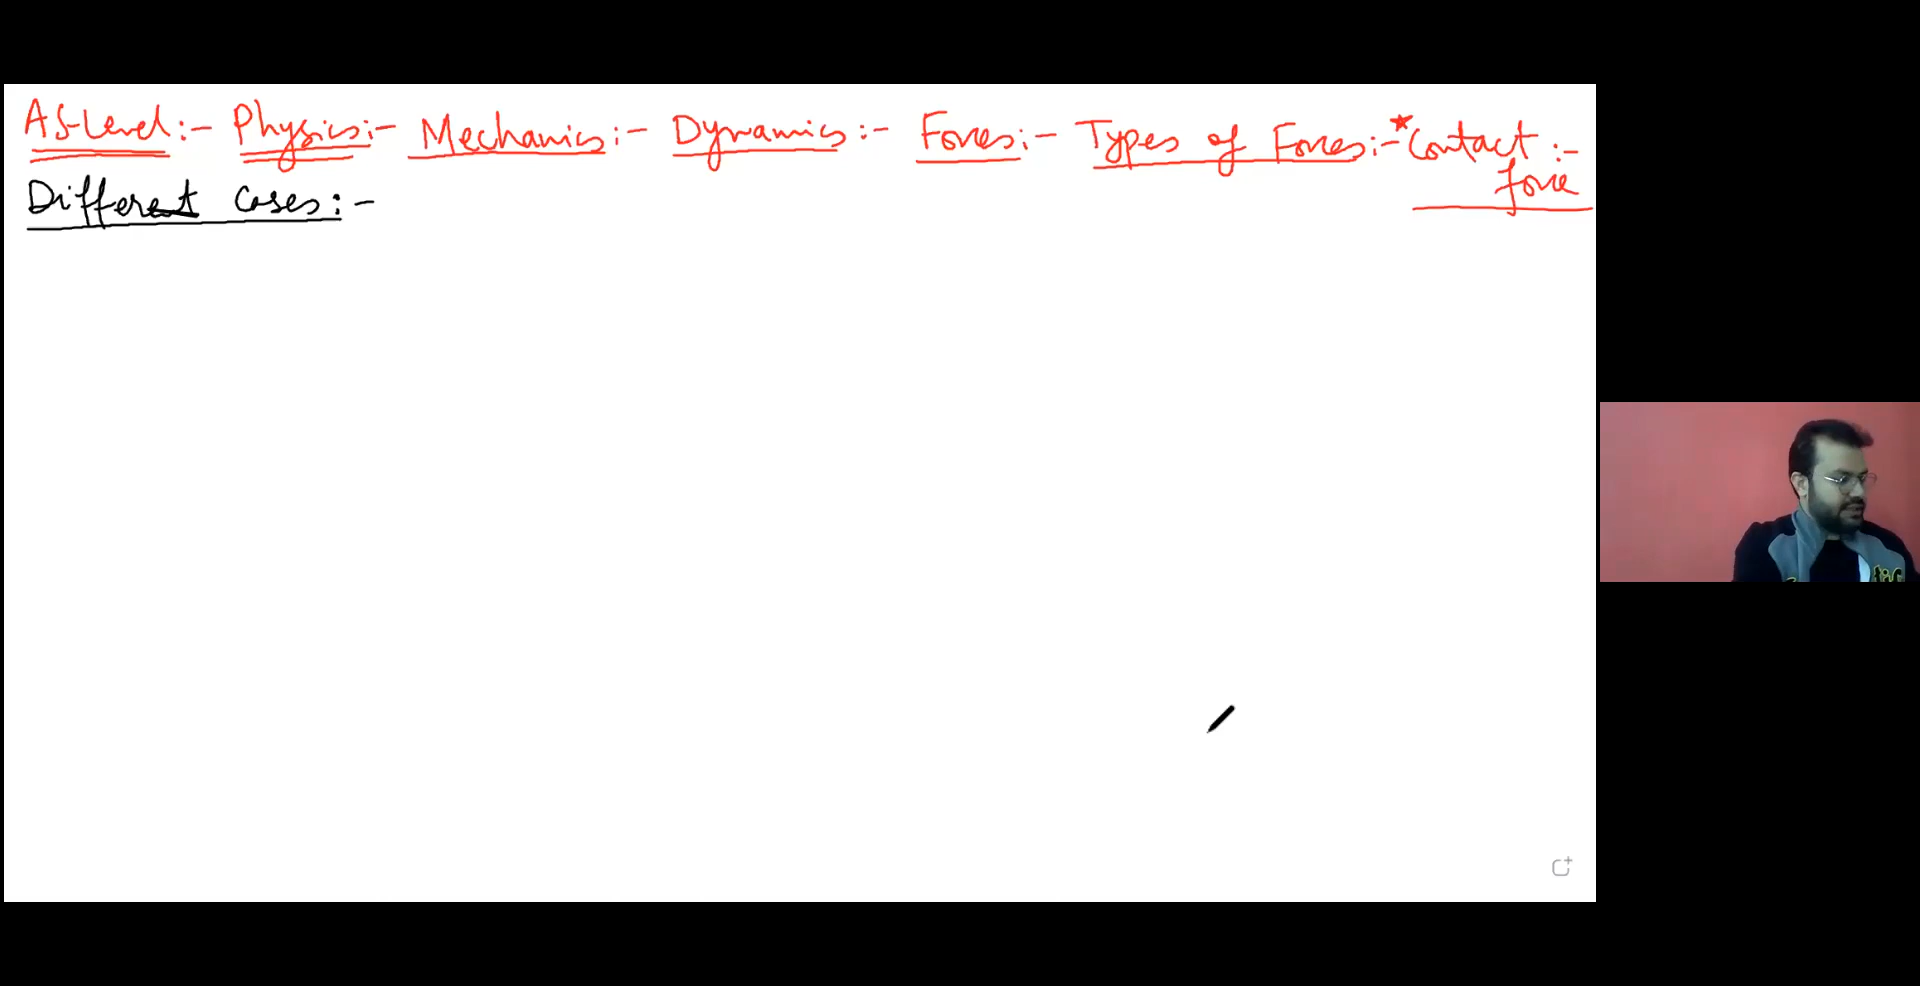 AS-Level:- Physics:- Mechanics:- Dynamics:- Forces:- Types of Forces:- *Contact :-
force
Different Cases:-